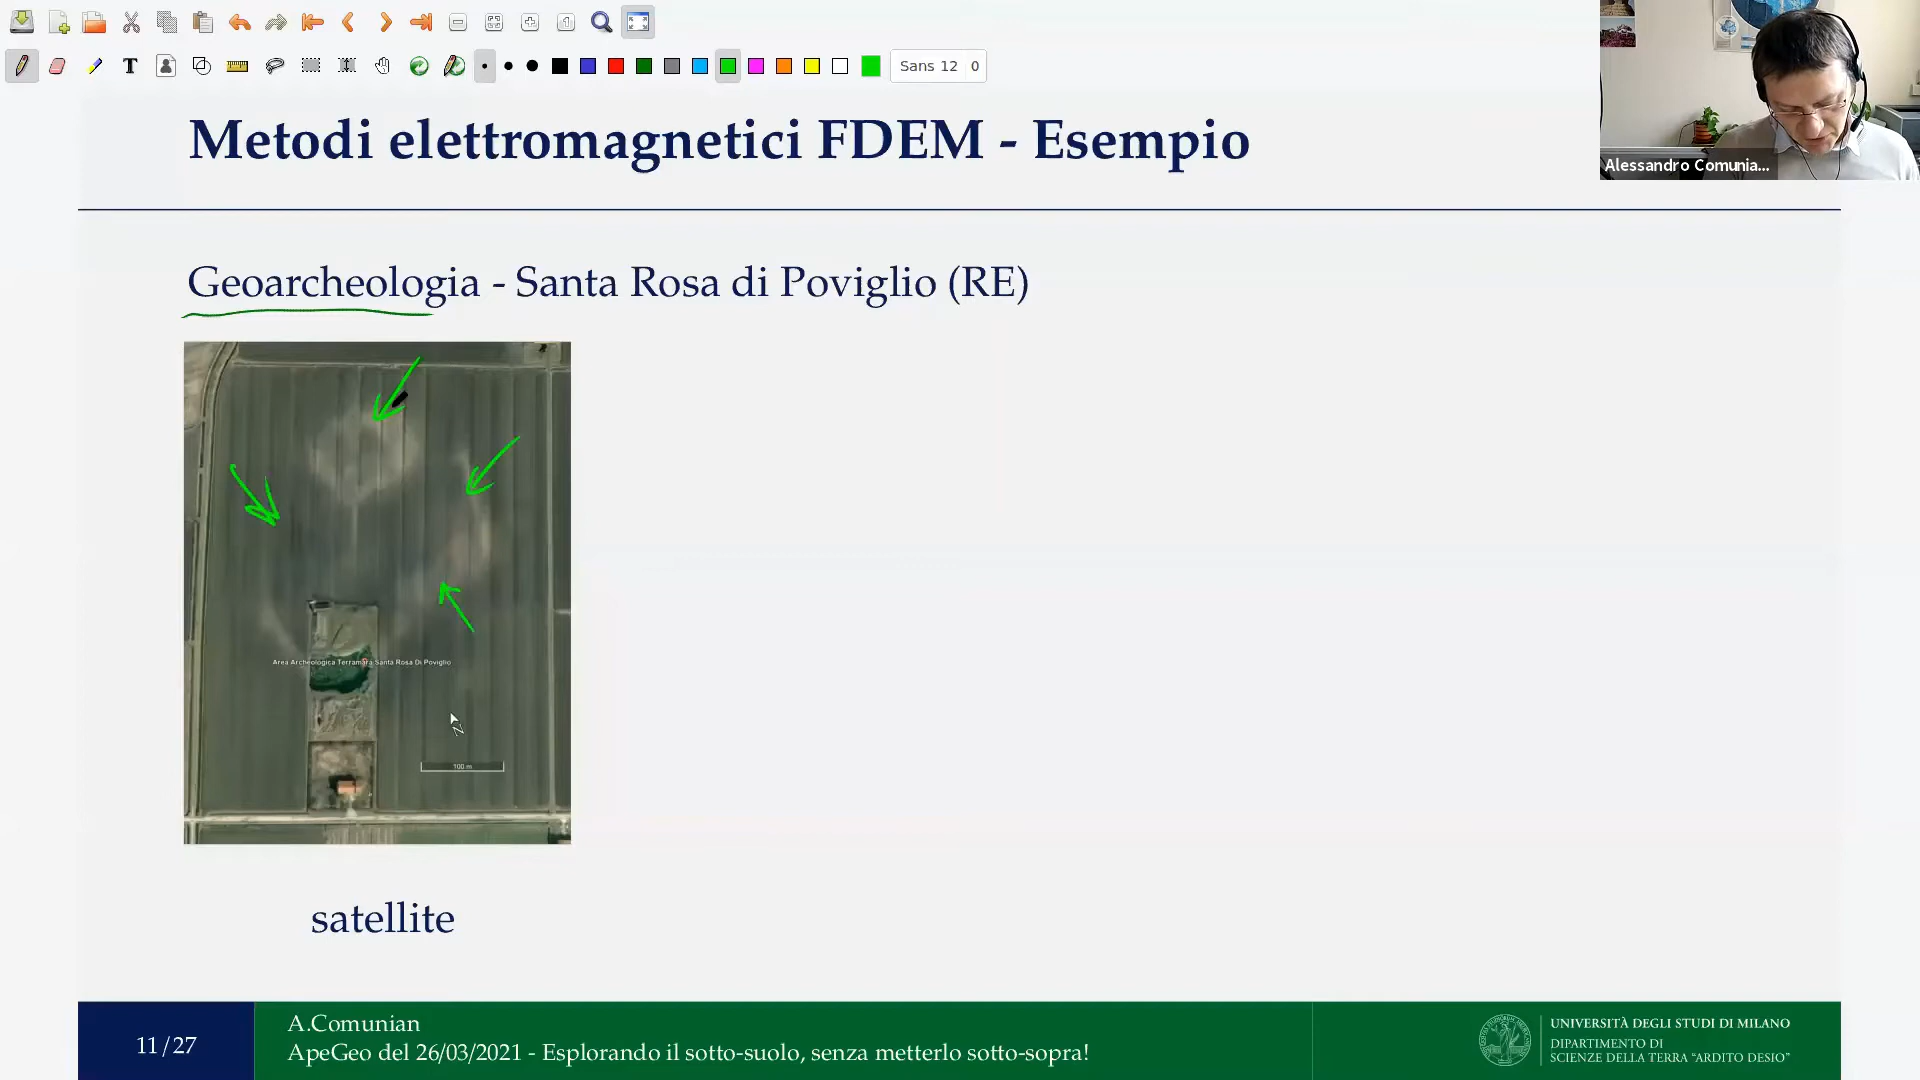 T
Sans 12 0
Alessandro Comunia...
Metodi elettromagnetici FDEM - Esempio
Geoarcheologia - Santa Rosa di Poviglio (RE)
Area Archeologica Terramara Santa Rosa Di Poviglio
N
100 m
satellite
11/27
A.Comunian
ApeGeo del 26/03/2021 - Esplorando il sotto-suolo, senza metterlo sotto-sopra!
UNIVERSITÀ DEGLI STUDI DI MILANO
DIPARTIMENTO DI
SCIENZE DELLA TERRA “ARDITO DESIO”